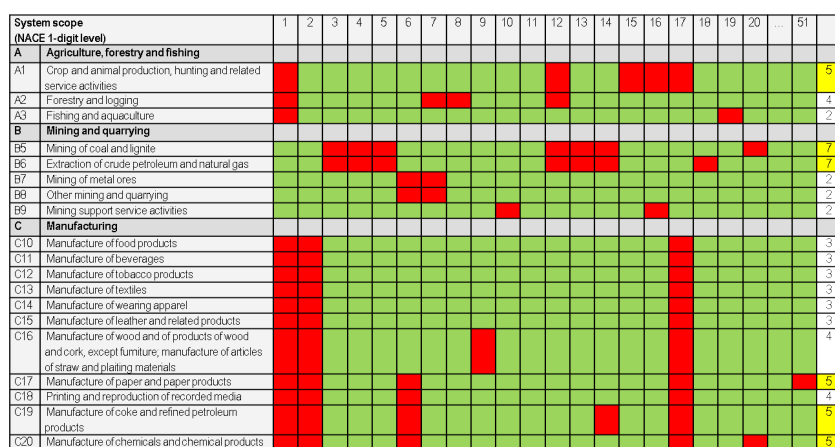 System scope 1 2 3 4 5 6 7 8 9 10 11 12 13 14 15 16 17 18 19 20 ... 51
(NACE 1-digit level)
A Agriculture, forestry and fishing
A1 Crop and animal production, hunting and related 5
service activities
A2 Forestry and logging 4
A3 Fishing and aquaculture 2
B Mining and quarrying
B5 Mining of coal and lignite 7
B6 Extraction of crude petroleum and natural gas 7
B7 Mining of metal ores 2
B8 Other mining and quarrying 2
B9 Mining support service activities 2
C Manufacturing
C10 Manufacture of food products 3
C11 Manufacture of beverages 3
C12 Manufacture of tobacco products 3
C13 Manufacture of textiles 3
C14 Manufacture of wearing apparel 3
C15 Manufacture of leather and related products 3
C16 Manufacture of wood and of products of wood 4
and cork, except furniture; manufacture of articles
of straw and plaiting materials
C17 Manufacture of paper and paper products 5
C18 Printing and reproduction of recorded media 4
C19 Manufacture of coke and refined petroleum 5
products
C20 Manufacture of chemicals and chemical products 5